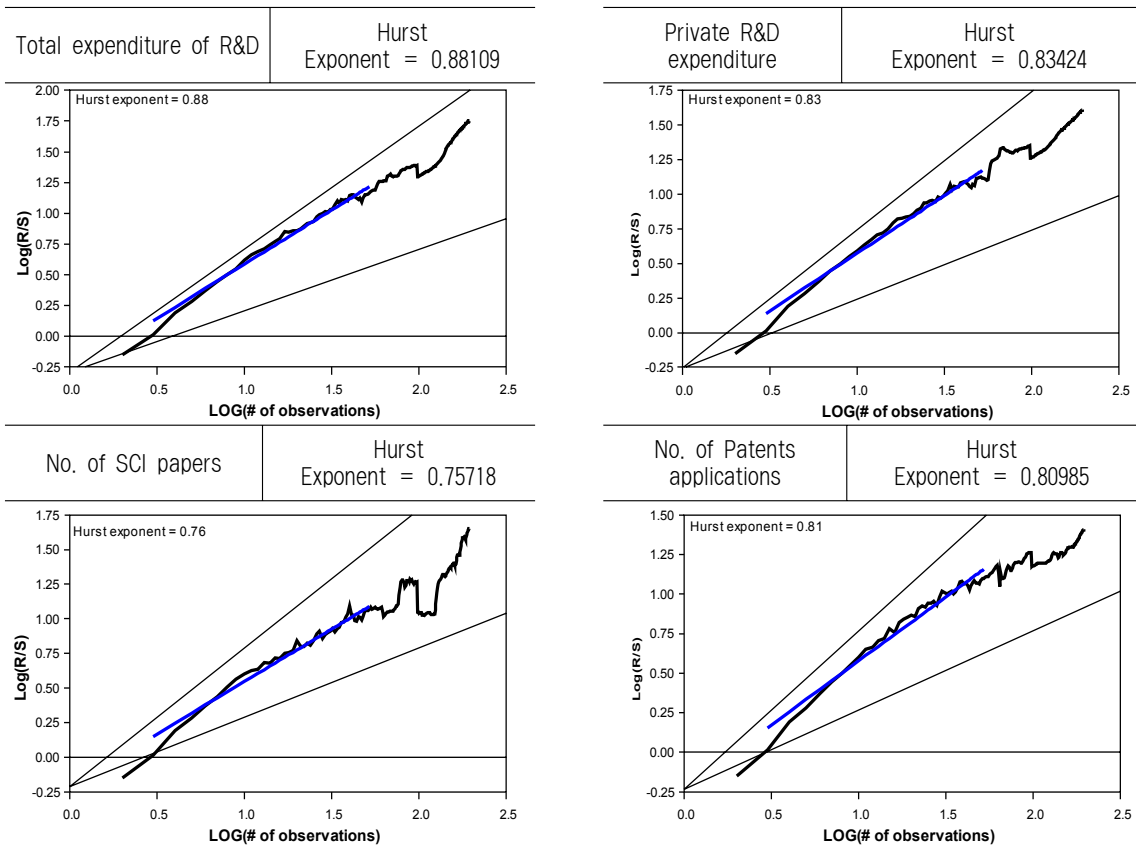 Total expenditure of R&D
Hurst
Exponent = 0.88109
Hurst exponent = 0.88
Log(R/S)
2.00
1.75
1.50
1.25
1.00
0.75
0.50
0.25
0.00
-0.25
0.0 0.5 1.0 1.5 2.0 2.5
LOG(# of observations)
Private R&D
expenditure
Hurst
Exponent = 0.83424
Hurst exponent = 0.83
Log(R/S)
1.75
1.50
1.25
1.00
0.75
0.50
0.25
0.00
-0.25
0.0 0.5 1.0 1.5 2.0 2.5
LOG(# of observations)
No. of SCI papers
Hurst
Exponent = 0.75718
Hurst exponent = 0.76
Log(R/S)
1.75
1.50
1.25
1.00
0.75
0.50
0.25
0.00
-0.25
0.0 0.5 1.0 1.5 2.0 2.5
LOG(# of observations)
No. of Patents
applications
Hurst
Exponent = 0.80985
Hurst exponent = 0.81
Log(R/S)
1.50
1.25
1.00
0.75
0.50
0.25
0.00
-0.25
0.0 0.5 1.0 1.5 2.0 2.5
LOG(# of observations)